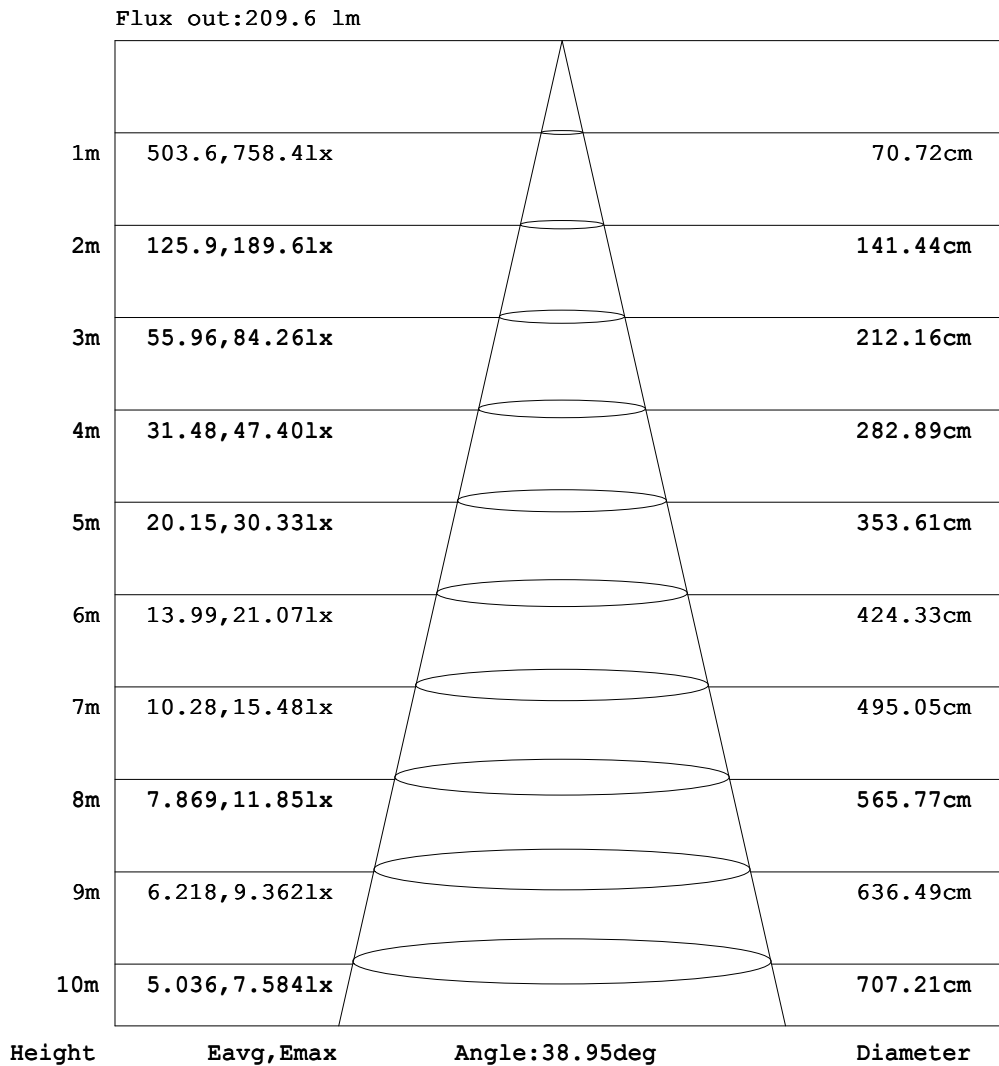 Flux out:209.6 lm
1m 503.6,758.4lx 70.72cm
2m 125.9,189.6lx 141.44cm
3m 55.96,84.26lx 212.16cm
4m 31.48,47.40lx 282.89cm
5m 20.15,30.33lx 353.61cm
6m 13.99,21.07lx 424.33cm
7m 10.28,15.48lx 495.05cm
8m 7.869,11.85lx 565.77cm
9m 6.218,9.362lx 636.49cm
10m 5.036,7.584lx 707.21cm
Height Eavg,Emax Angle:38.95deg Diameter